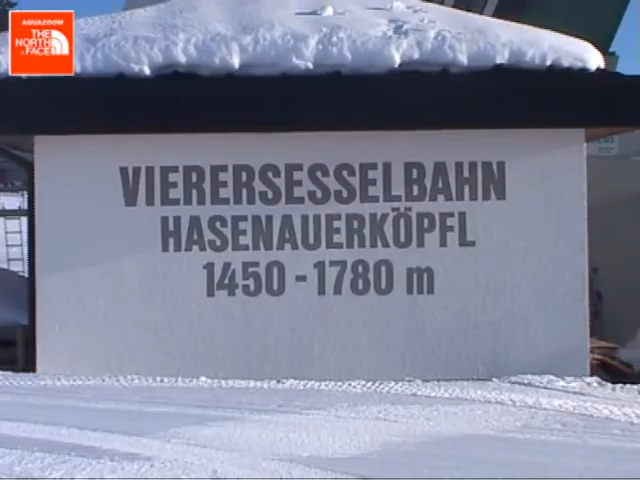 AQUAZOOM
THE
NORTH
FACE
VIERERSESSELBAHN
HASENAUERKÖPFL
1450 - 1780 m